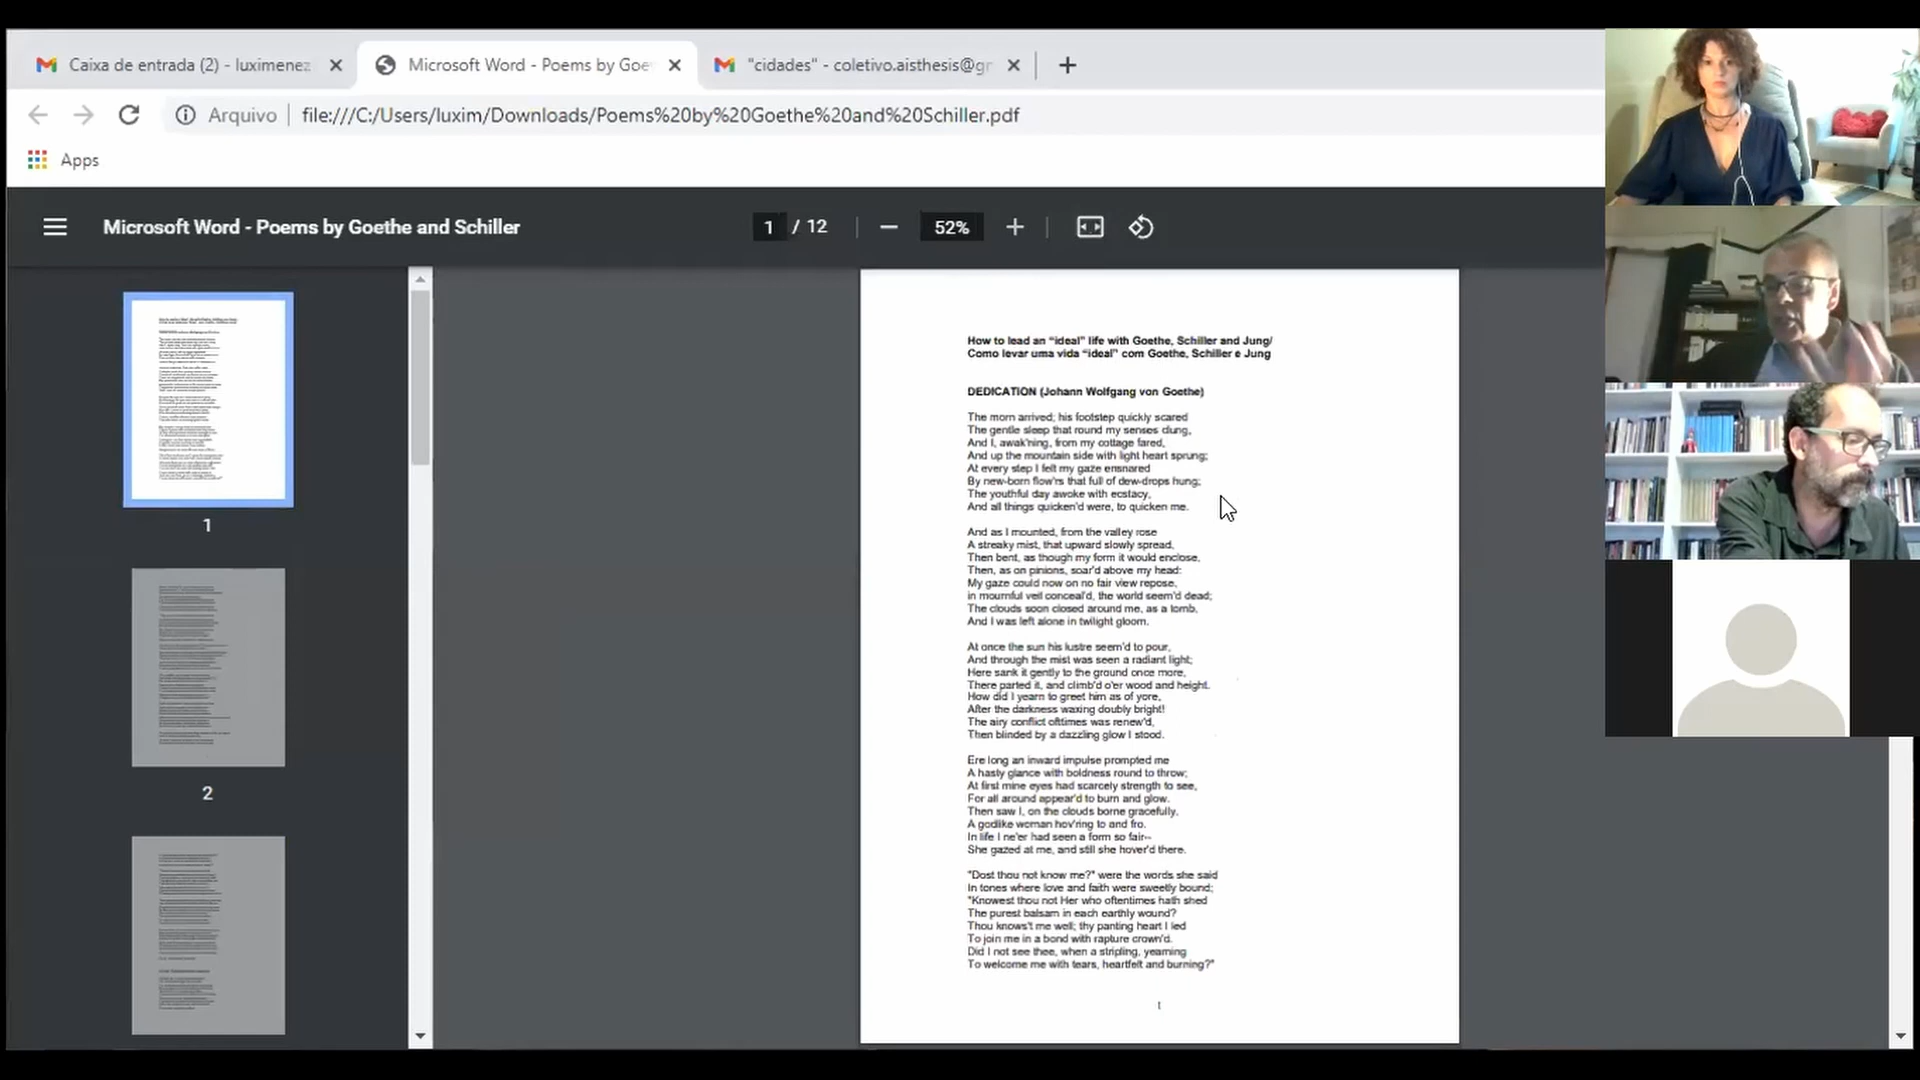 Caixa de entrada (2) - luximenez
Microsoft Word - Poems by Goe
"cidades" - coletivo.aisthesis@gr
Arquivo
file:///C:/Users/luxim/Downloads/Poems%20by%20Goethe%20and%20Schiller.pdf
Apps
Microsoft Word - Poems by Goethe and Schiller
1 / 12
52%
1
2
How to lead an “ideal” life with Goethe, Schiller and Jung/
Como levar uma vida “ideal” com Goethe, Schiller e Jung
DEDICATION (Johann Wolfgang von Goethe)
The morn arrived; his footstep quickly scared
The gentle sleep that round my senses clung,
And I, awak'ning, from my cottage fared,
And up the mountain side with light heart sprung;
At every step I felt my gaze ensnared
By new-born flow'rs that full of dew-drops hung;
The youthful day awoke with ecstacy,
And all things quicken'd were, to quicken me.
And as I mounted, from the valley rose
A streaky mist, that upward slowly spread,
Then bent, as though my form it would enclose,
Then, as on pinions, soar'd above my head:
My gaze could now on no fair view repose,
in mournful veil conceal'd, the world seem'd dead;
The clouds soon closed around me, as a tomb,
And I was left alone in twilight gloom.
At once the sun his lustre seem'd to pour,
And through the mist was seen a radiant light;
Here sank it gently to the ground once more,
There parted it, and climb'd o'er wood and height.
How did I yearn to greet him as of yore,
After the darkness waxing doubly bright!
The airy conflict ofttimes was renew'd,
Then blinded by a dazzling glow I stood.
Ere long an inward impulse prompted me
A hasty glance with boldness round to throw;
At first mine eyes had scarcely strength to see,
For all around appear'd to burn and glow.
Then saw I, on the clouds borne gracefully,
A godlike woman hov'ring to and fro.
In life I ne'er had seen a form so fair--
She gazed at me, and still she hover'd there.
"Dost thou not know me?" were the words she said
In tones where love and faith were sweetly bound;
"Knowest thou not Her who oftentimes hath shed
The purest balsam in each earthly wound?
Thou knows't me well; thy panting heart I led
To join me in a bond with rapture crown'd.
Did I not see thee, when a stripling, yearning
To welcome me with tears, heartfelt and burning?"
1